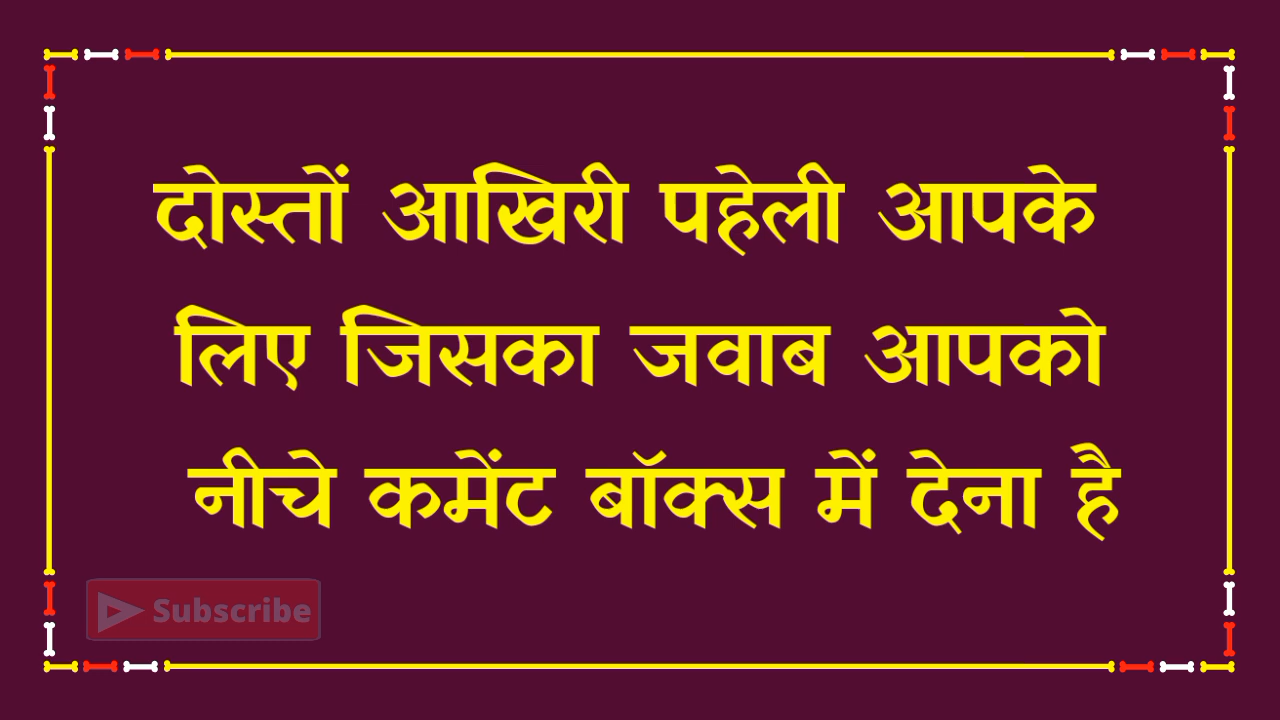 दोस्तों आखिरी पहेली आपके
लिए जिसका जवाब आपको
नीचे कमेंट बॉक्स में देना है
Subscribe